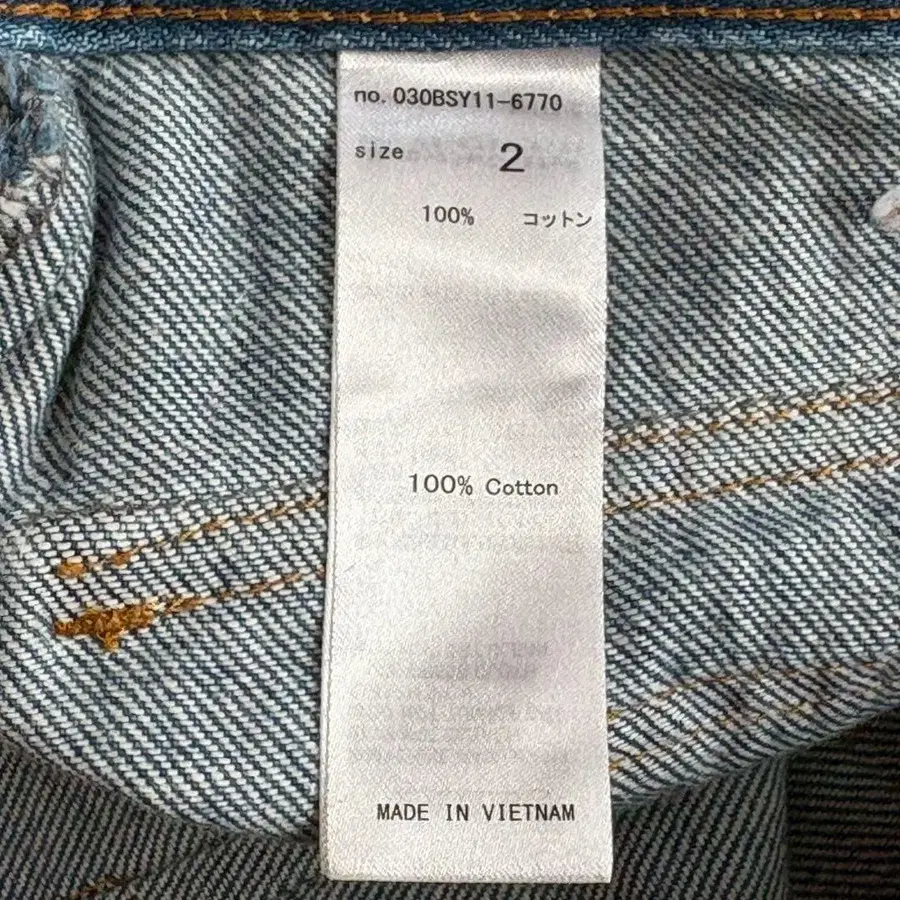 no. 030BSY11-6770
size 2
100% コットン
100% Cotton
MADE IN VIETNAM